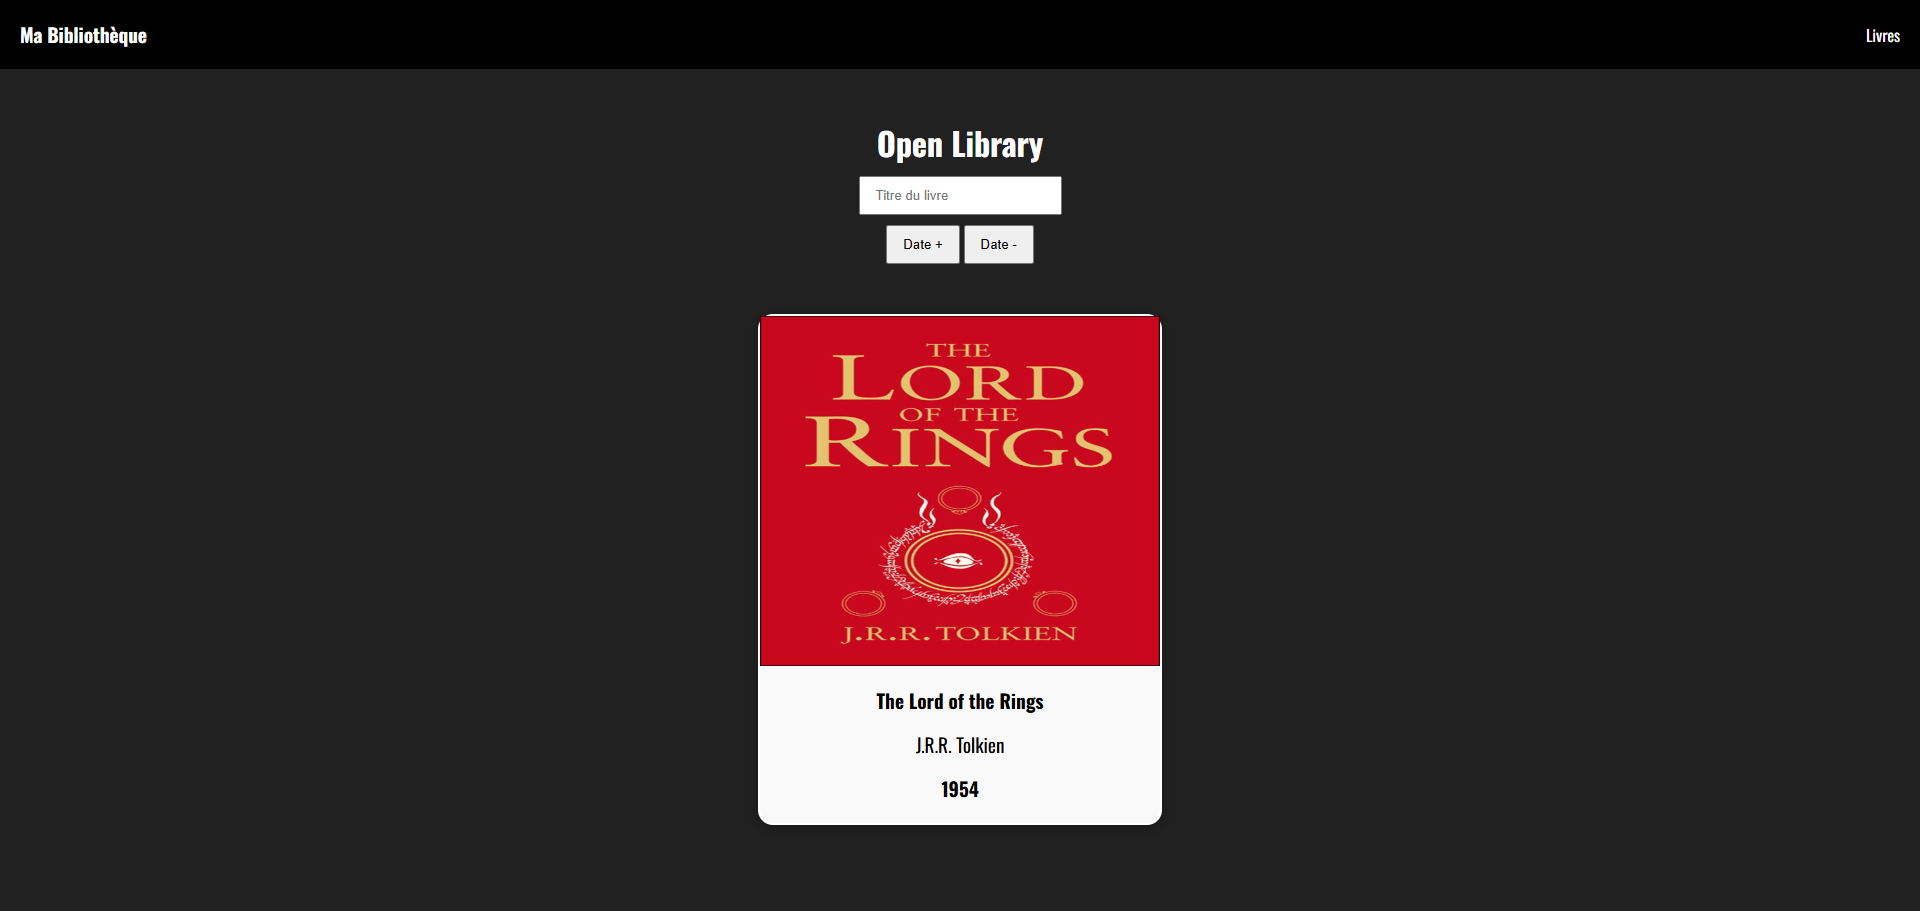 Ma Bibliothèque
Livres
Open Library
Titre du livre
Date +
Date -
THE
LORD
OF THE
RINGS
J.R.R. TOLKIEN
The Lord of the Rings
J.R.R. Tolkien
1954